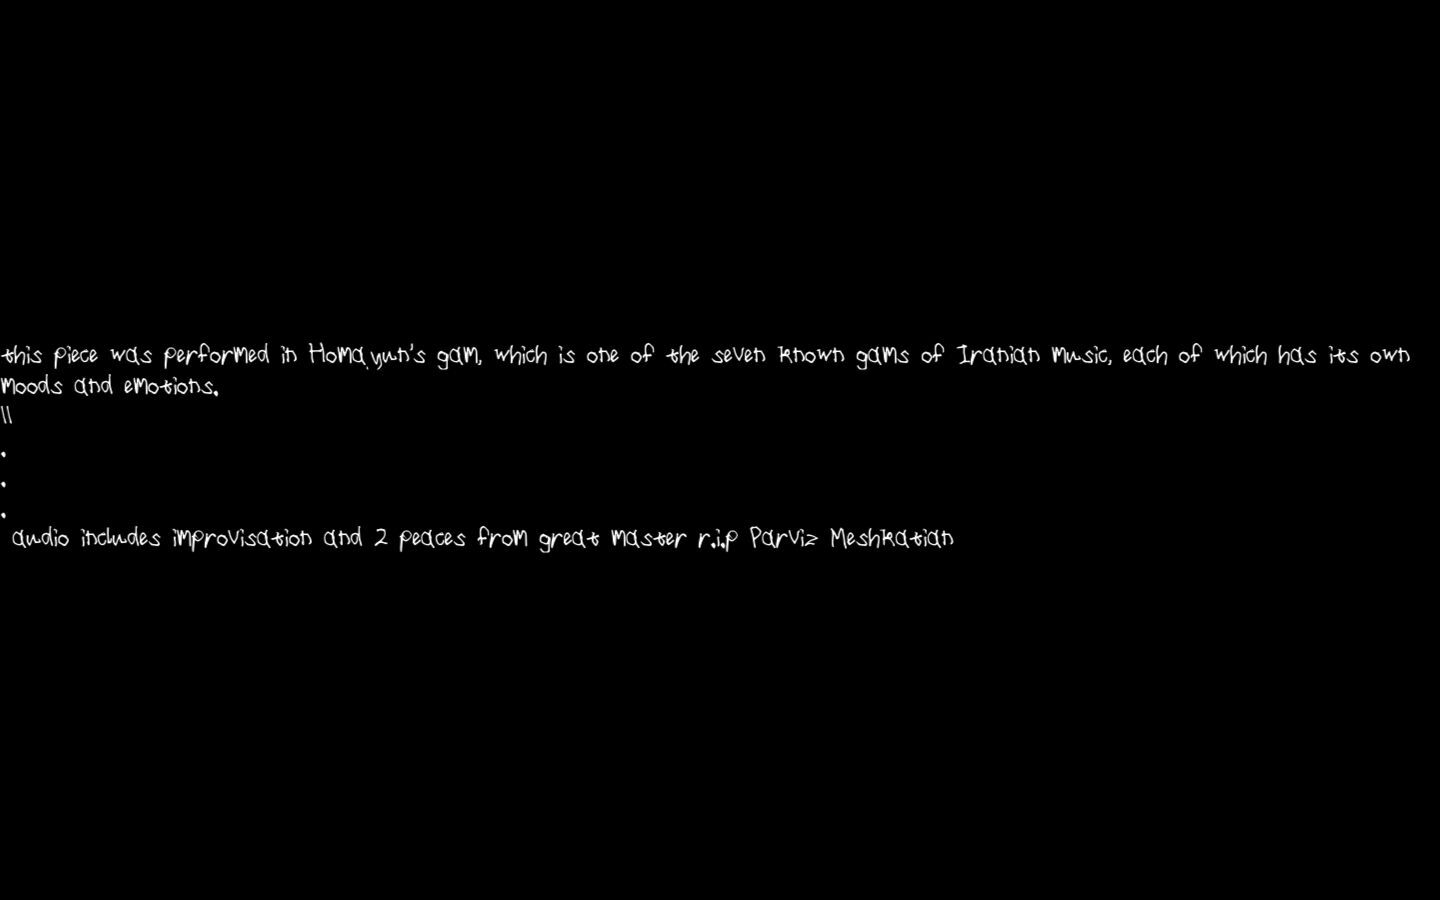 this piece was performed in Homayun's gam, which is one of the seven known gams of Iranian music, each of which has its own
moods and emotions.
\\
.
.
.
audio includes improvisation and 2 peaces from great master r.i.p Parviz Meshkatian